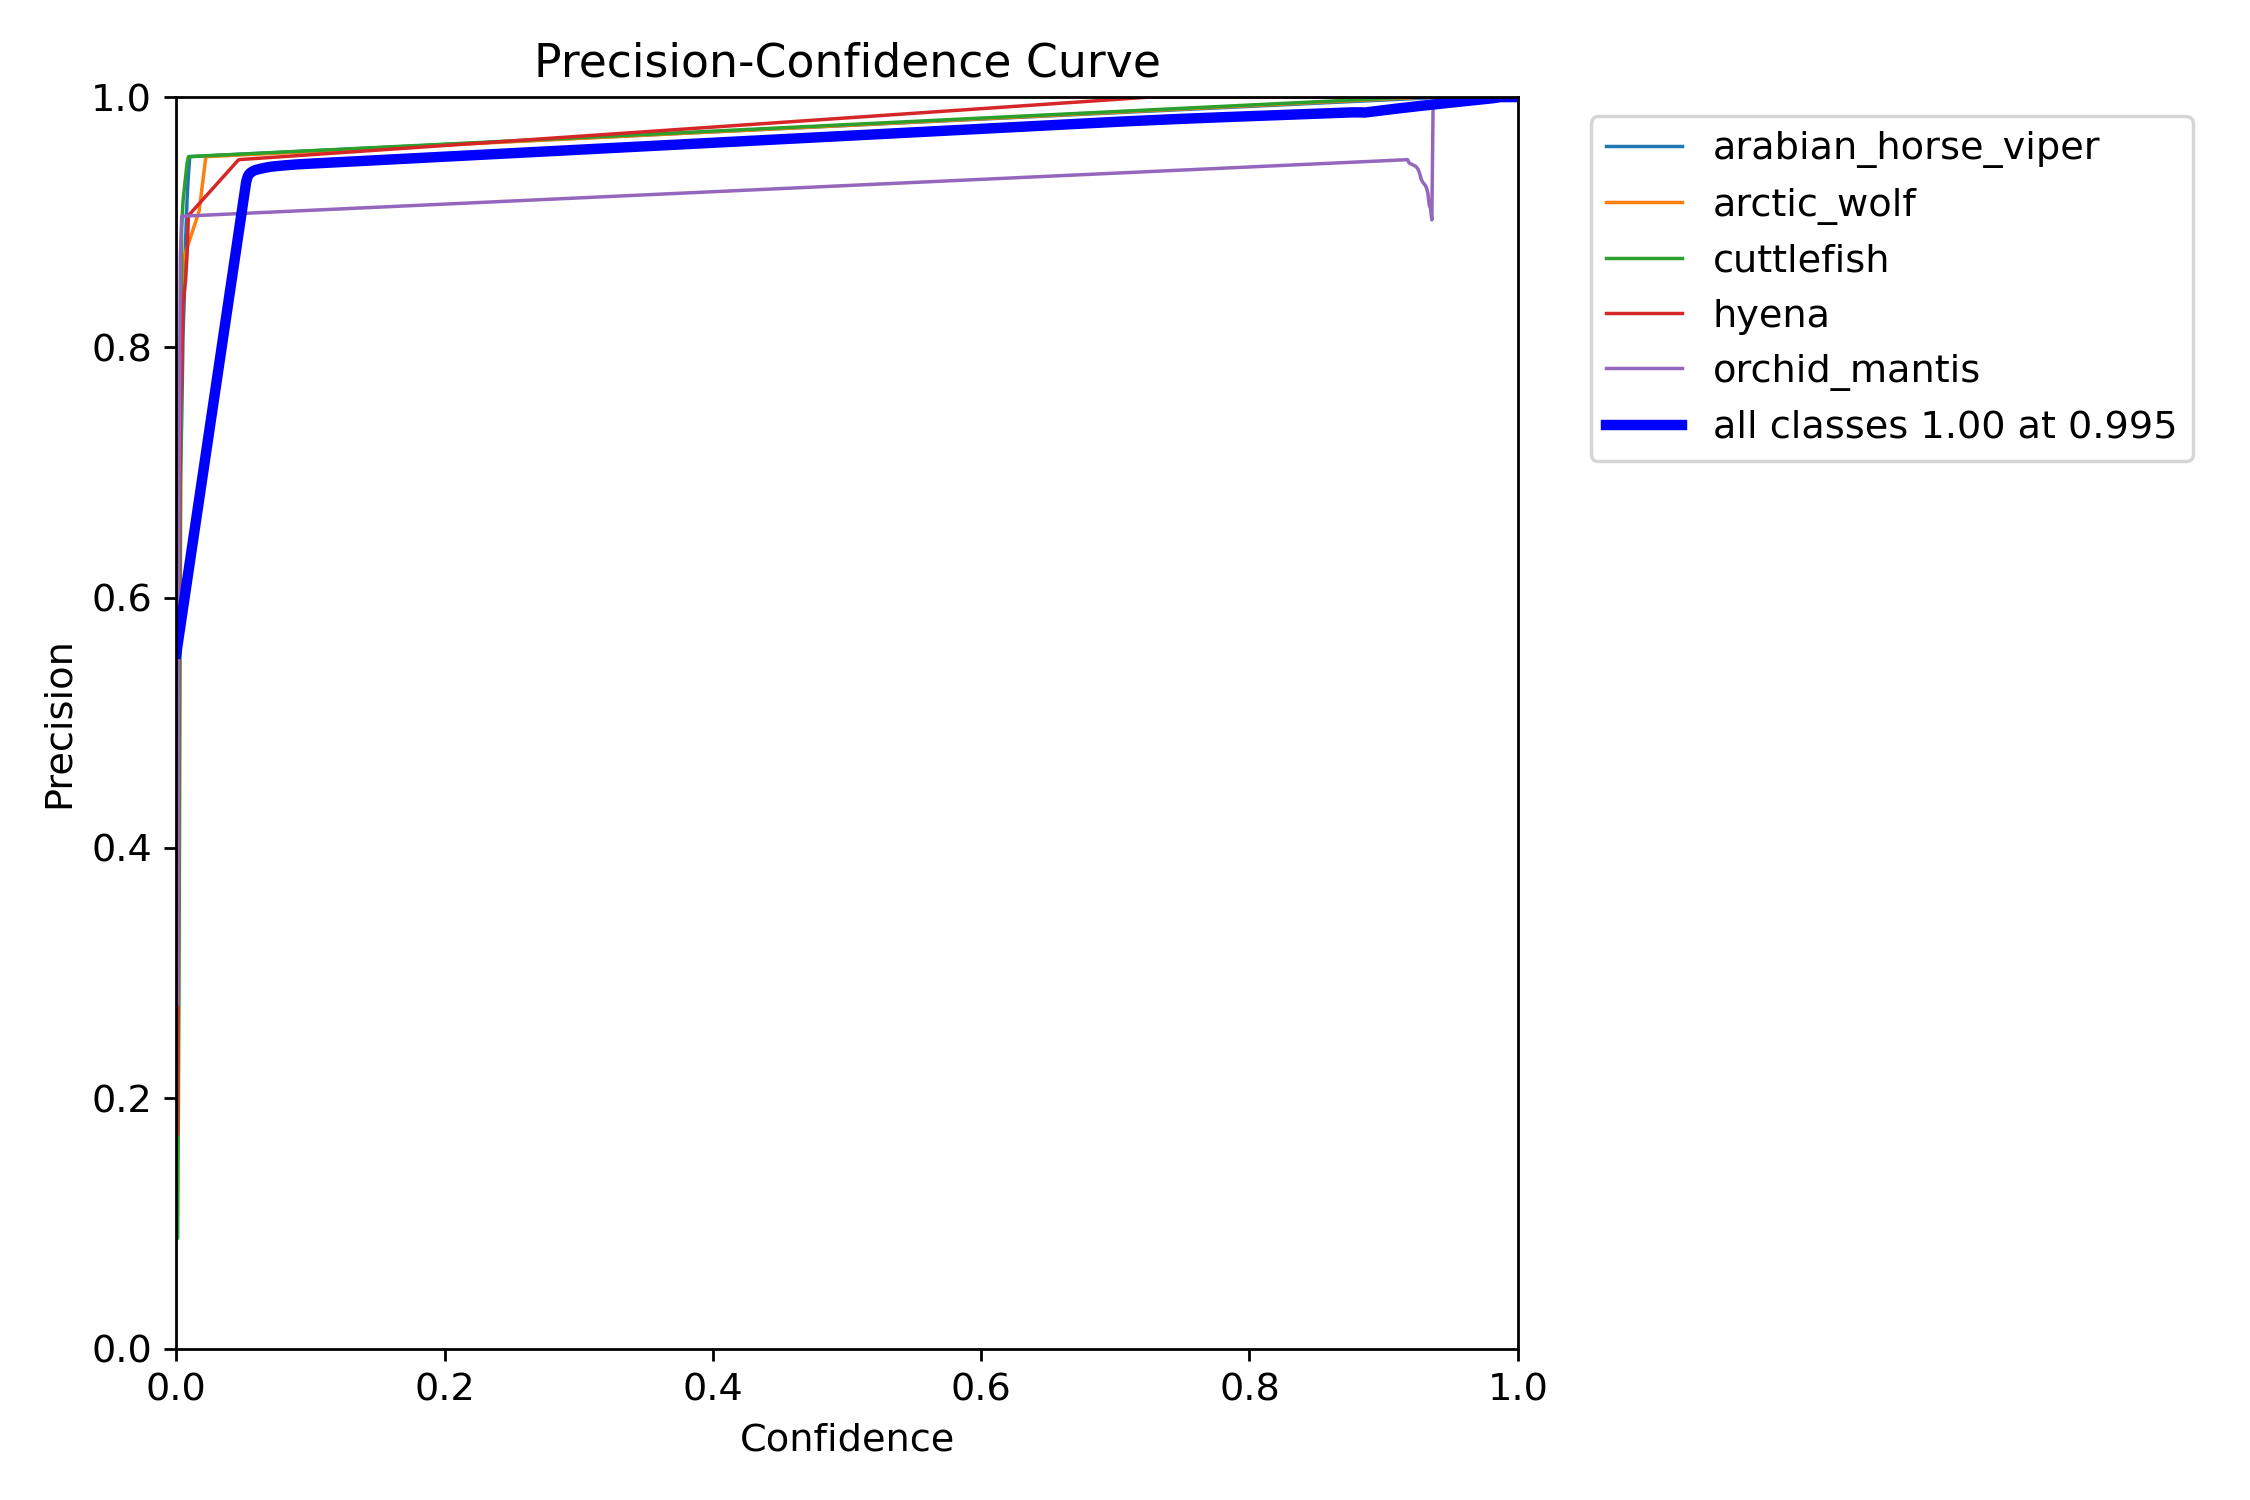 Precision-Confidence Curve
1.0
0.8
0.6
0.4
0.2
0.0
Precision
0.0 0.2 0.4 0.6 0.8 1.0
Confidence
arabian_horse_viper
arctic_wolf
cuttlefish
hyena
orchid_mantis
all classes 1.00 at 0.995